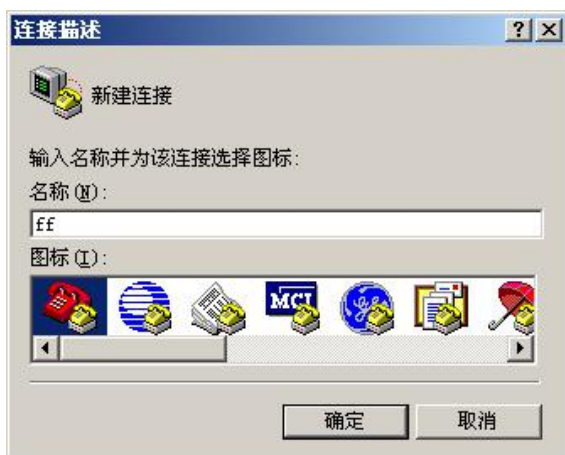 连接描述
新建连接
输入名称并为该连接选择图标:
名称(N):
ff
图标(I):
MCI
确定 取消